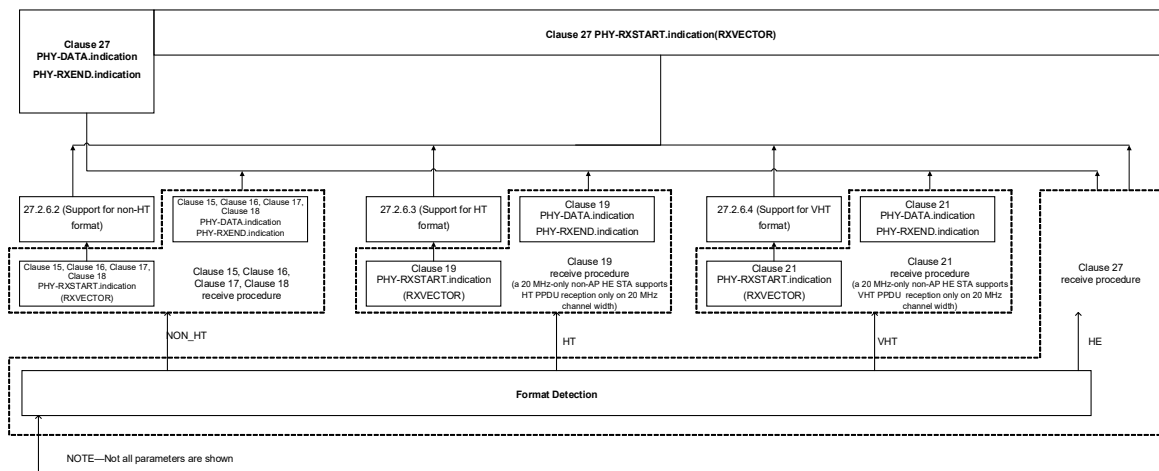 Clause 27
PHY-DATA.indication
PHY-RXEND.indication
Clause 27 PHY-RXSTART.indication(RXVECTOR)
27.2.6.2 (Support for non-HT
format)
Clause 15, Clause 16, Clause 17,
Clause 18
PHY-DATA.indication
PHY-RXEND.indication
Clause 15, Clause 16, Clause 17,
Clause 18
PHY-RXSTART.indication
(RXVECTOR)
Clause 15, Clause 16,
Clause 17, Clause 18
receive procedure
27.2.6.3 (Support for HT
format)
Clause 19
PHY-DATA.indication
PHY-RXEND.indication
Clause 19
PHY-RXSTART.indication
(RXVECTOR)
Clause 19
receive procedure
(a 20 MHz-only non-AP HE STA supports
HT PPDU reception only on 20 MHz
channel width)
27.2.6.4 (Support for VHT
format)
Clause 21
PHY-DATA.indication
PHY-RXEND.indication
Clause 21
PHY-RXSTART.indication
(RXVECTOR)
Clause 21
receive procedure
(a 20 MHz-only non-AP HE STA supports
VHT PPDU reception only on 20 MHz
channel width)
Clause 27
receive procedure
NON_HT
HT
VHT
HE
Format Detection
NOTE—Not all parameters are shown